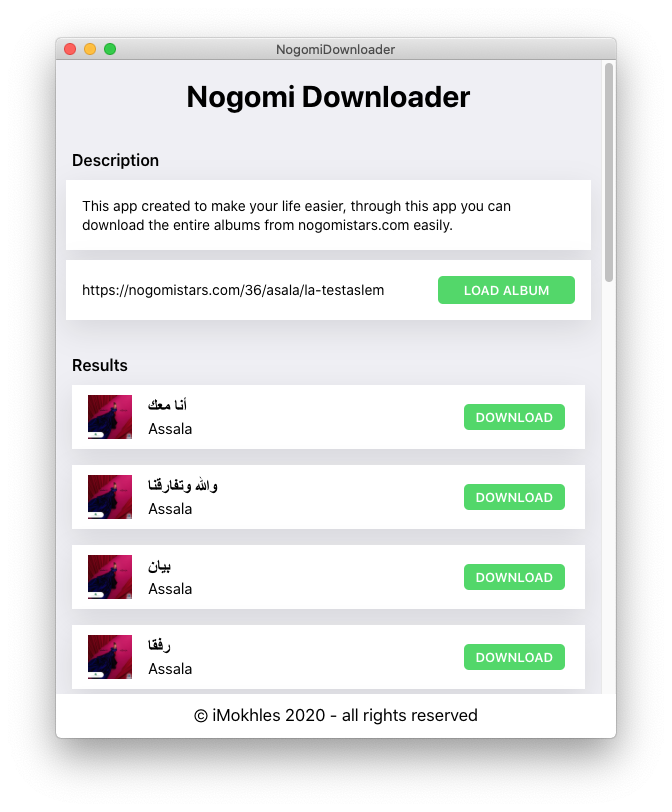 NogomiDownloader
Nogomi Downloader
Description
This app created to make your life easier, through this app you can
download the entire albums from nogomistars.com easily.
https://nogomistars.com/36/asala/la-testaslem
LOAD ALBUM
Results
أنا معك
Assala
DOWNLOAD
والله وتفارقنا
Assala
DOWNLOAD
بيان
Assala
DOWNLOAD
رفقا
Assala
DOWNLOAD
© iMokhles 2020 - all rights reserved